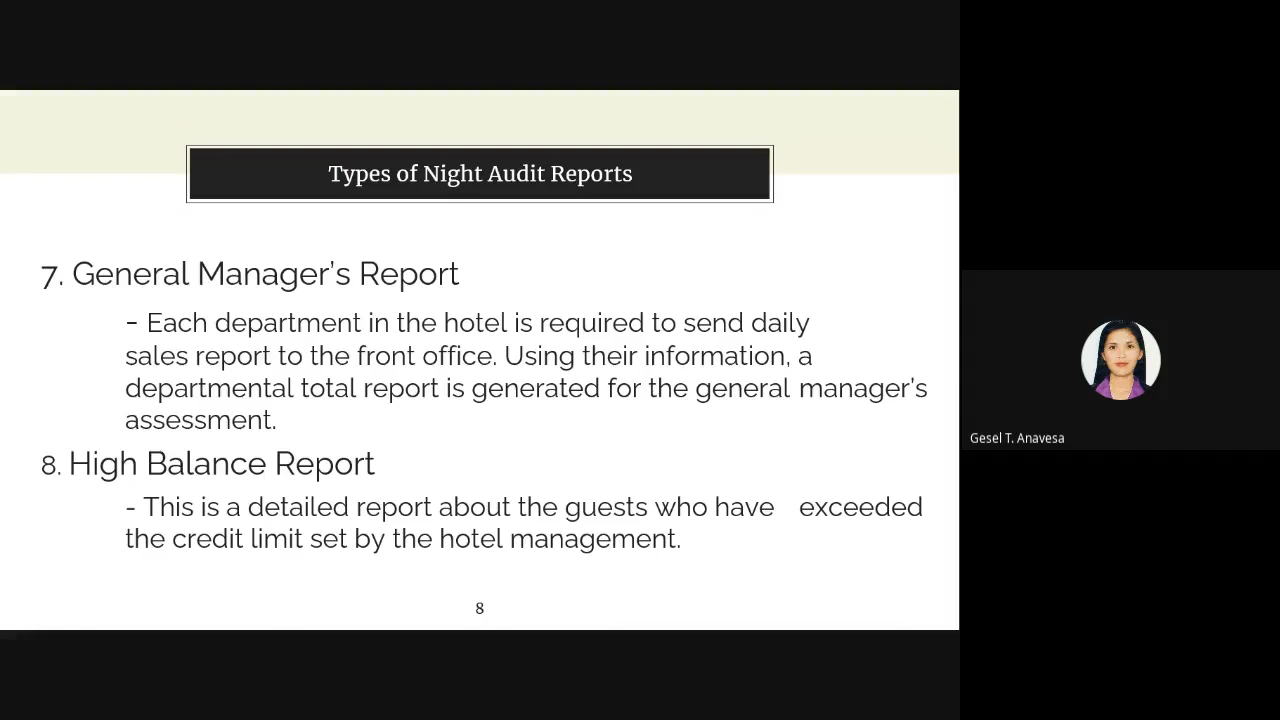 Types of Night Audit Reports
7. General Manager's Report
- Each department in the hotel is required to send daily
sales report to the front office. Using their information, a
departmental total report is generated for the general manager's
assessment.
8. High Balance Report
- This is a detailed report about the guests who have exceeded
the credit limit set by the hotel management.
8
Gesel T. Anavesa